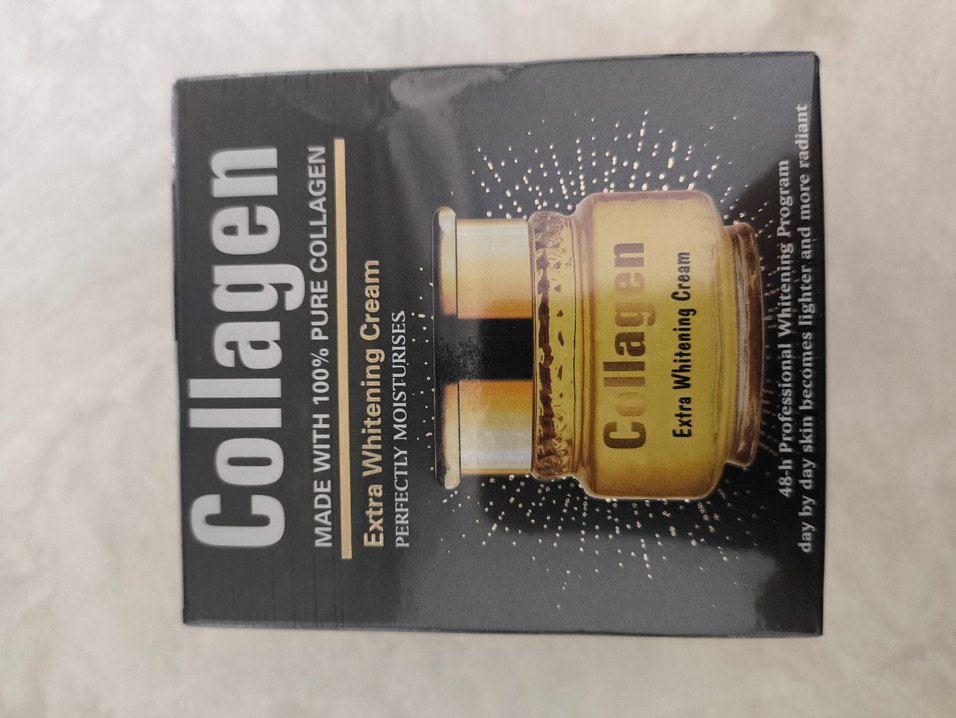 Collagen
MADE WITH 100% PURE COLLAGEN
Extra Whitening Cream
PERFECTLY MOISTURISES
Collagen
Extra Whitening Cream
48-h Professional Whitening Program
day by day skin becomes lighter and more radiant